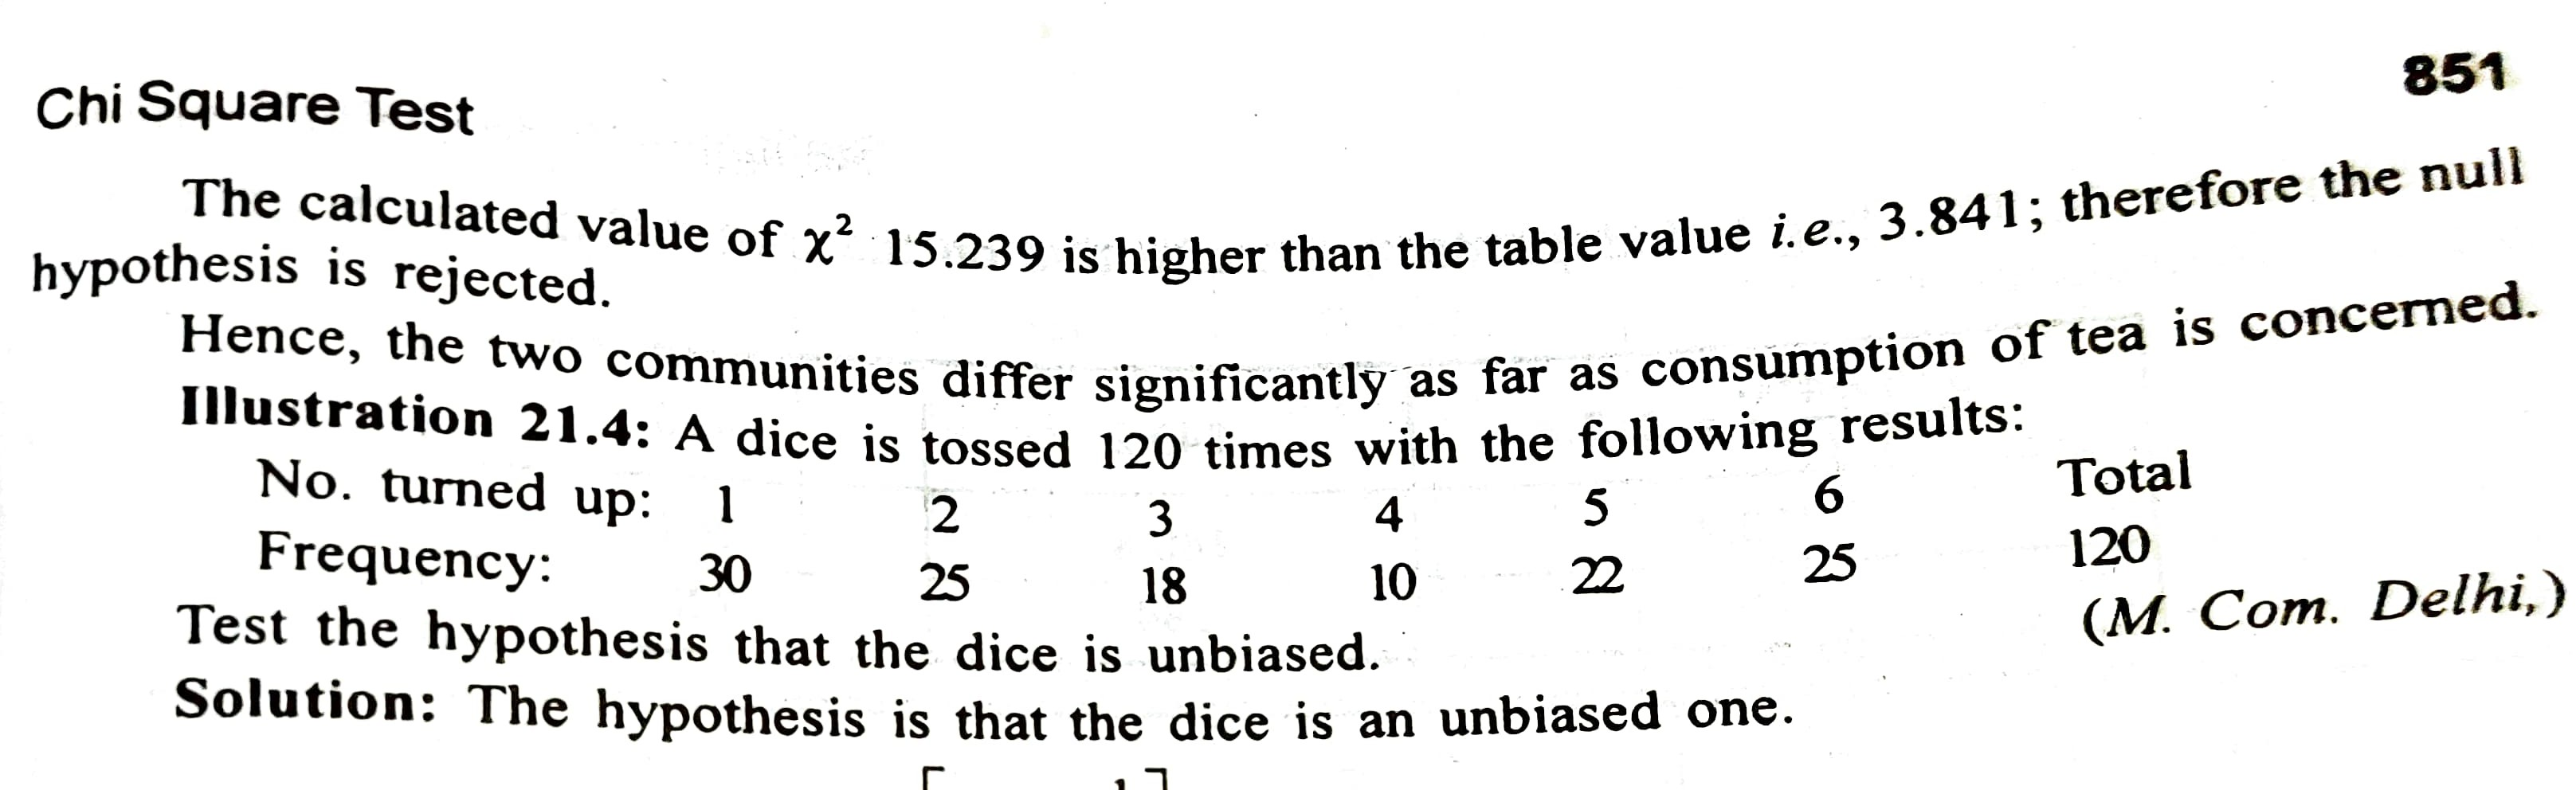 Chi Square Test 851
The calculated value of χ² 15.239 is higher than the table value i.e., 3.841; therefore the null
hypothesis is rejected.
Hence, the two communities differ significantly as far as consumption of tea is concerned.
Illustration 21.4: A dice is tossed 120 times with the following results:
No. turned up: 1 2 3 4 5 6 Total
Frequency: 30 25 18 10 22 25 120
(M. Com. Delhi,)
Test the hypothesis that the dice is unbiased.
Solution: The hypothesis is that the dice is an unbiased one.